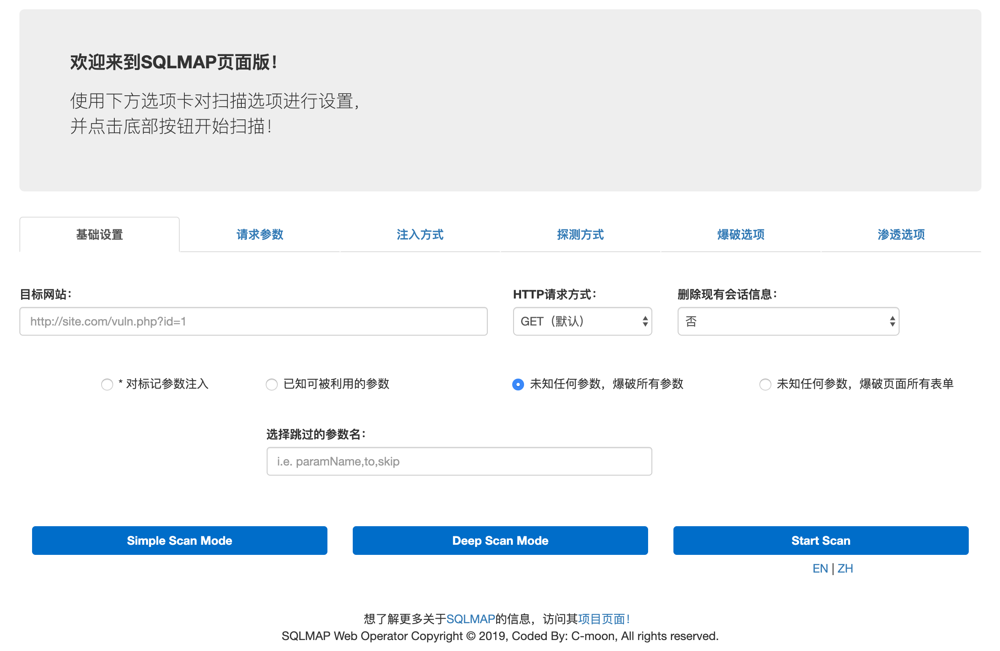 欢迎来到SQLMAP页面版！
使用下方选项卡对扫描选项进行设置，
并点击底部按钮开始扫描！
基础设置
请求参数
注入方式
探测方式
爆破选项
渗透选项
目标网站：
HTTP请求方式：
删除现有会话信息：
http://site.com/vuln.php?id=1
GET（默认）
否
* 对标记参数注入
已知可被利用的参数
未知任何参数，爆破所有参数
未知任何参数，爆破页面所有表单
选择跳过的参数名：
i.e. paramName,to,skip
Simple Scan Mode
Deep Scan Mode
Start Scan
EN | ZH
想了解更多关于SQLMAP的信息，访问其项目页面！
SQLMAP Web Operator Copyright © 2019, Coded By: C-moon, All rights reserved.